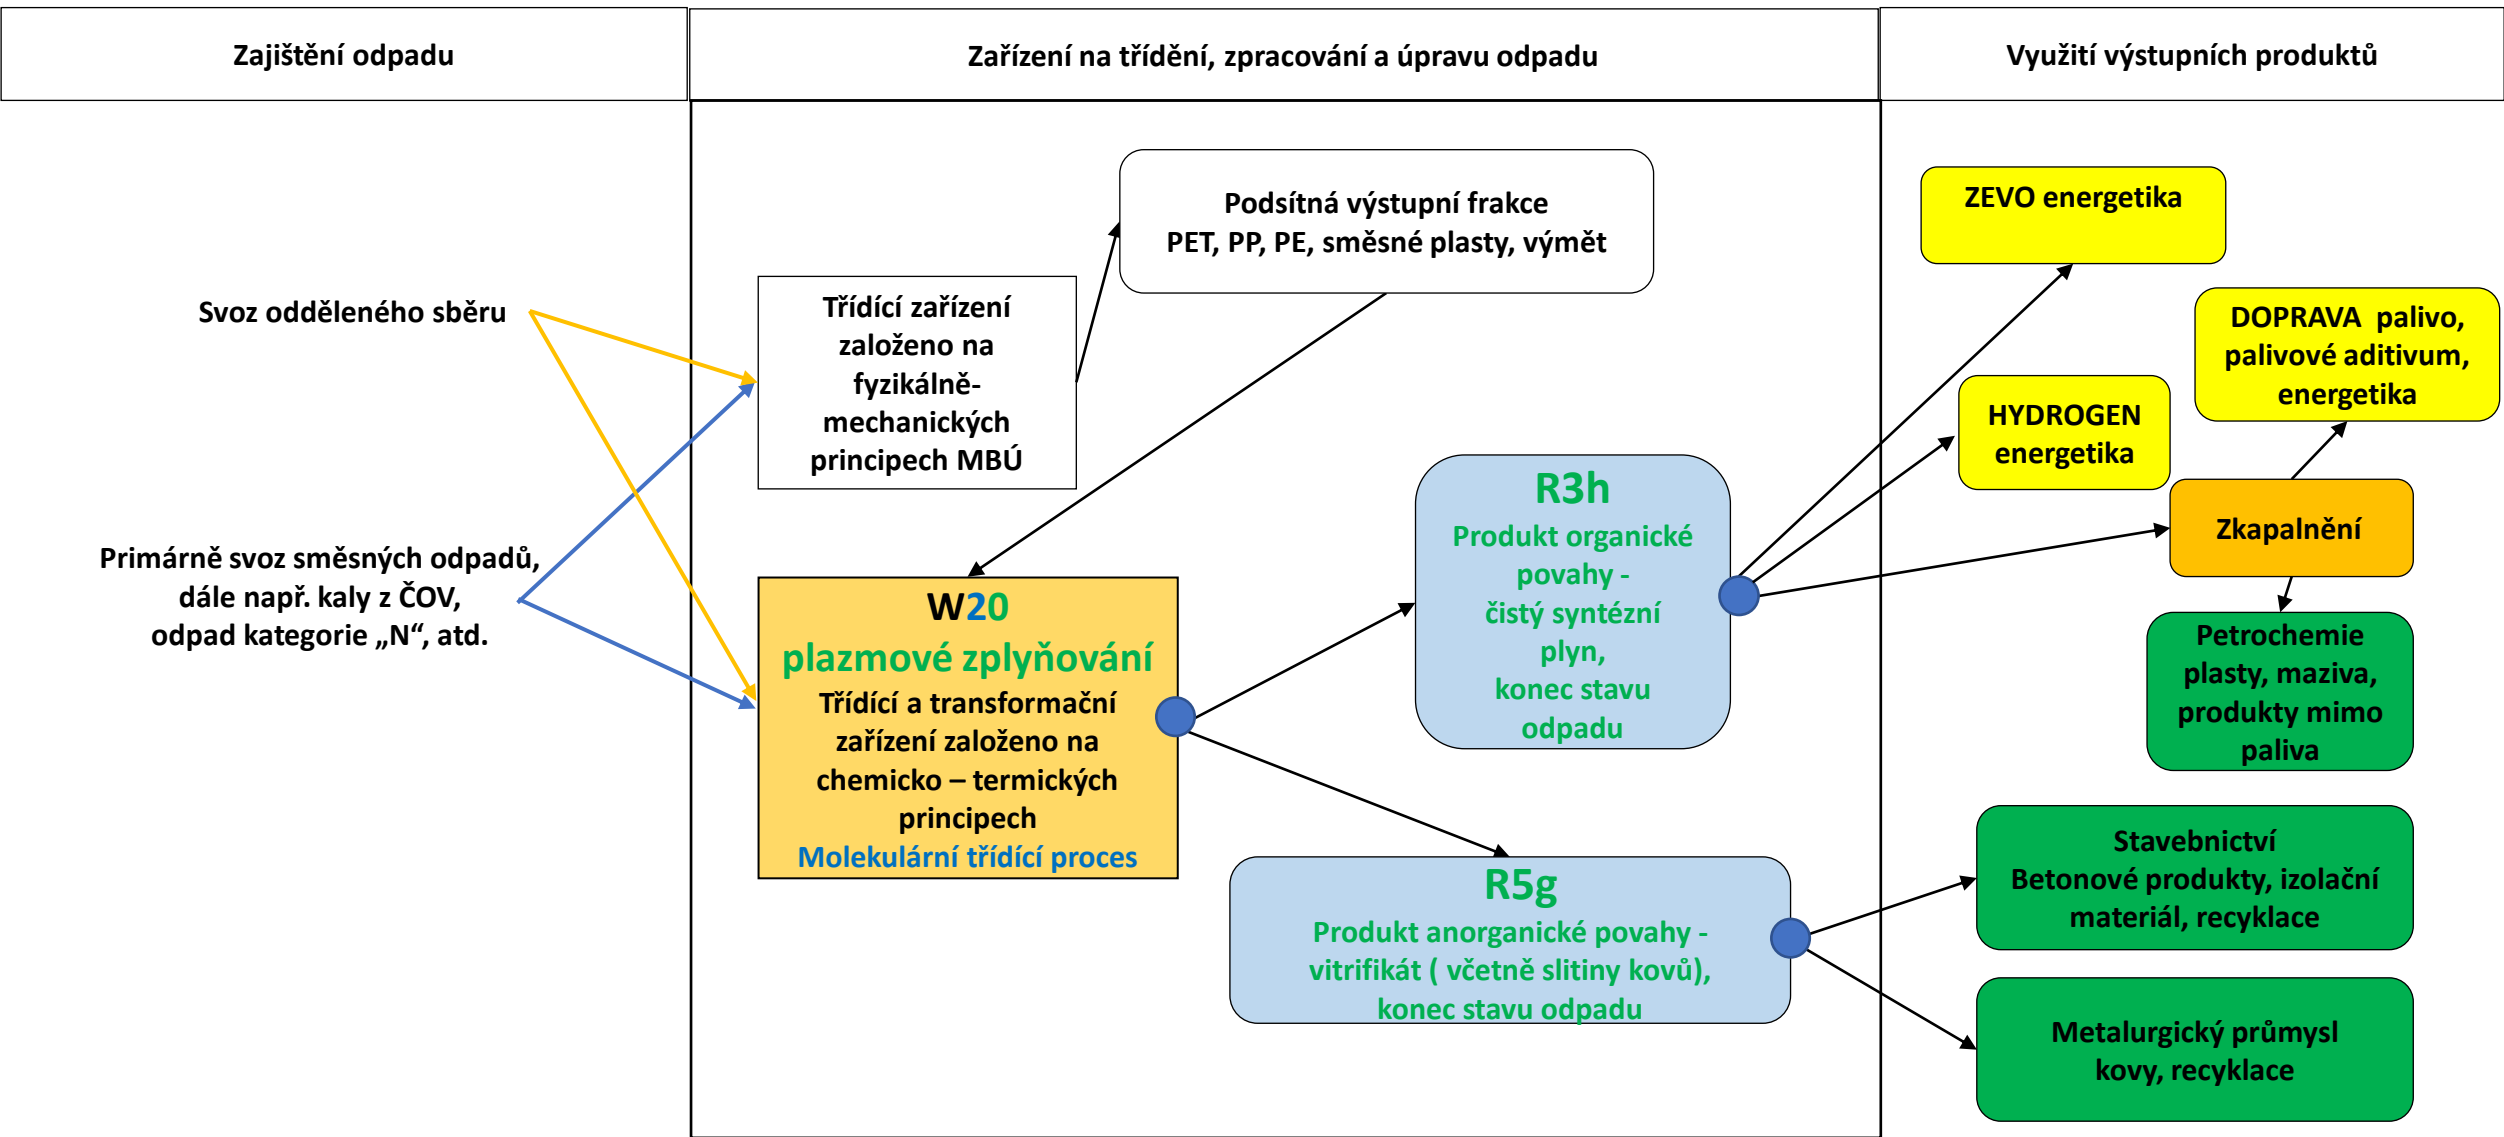 Zajištění odpadu
Zařízení na třídění, zpracování a úpravu odpadu
Využití výstupních produktů
Svoz odděleného sběru
Primárně svoz směsných odpadů,
dále např. kaly z ČOV,
odpad kategorie „N“, atd.
Třídící zařízení
založeno na
fyzikálně-
mechanických
principech MBÚ
Podsítná výstupní frakce
PET, PP, PE, směsné plasty, výmět
W20
plazmové zplyňování
Třídící a transformační
zařízení založeno na
chemicko – termických
principech
Molekulární třídící proces
R3h
Produkt organické
povahy -
čistý syntézní
plyn,
konec stavu
odpadu
R5g
Produkt anorganické povahy -
vitrifikát ( včetně slitiny kovů),
konec stavu odpadu
ZEVO energetika
DOPRAVA  palivo,
palivové aditivum,
energetika
HYDROGEN
energetika
Zkapalnění
Petrochemie
plasty, maziva,
produkty mimo
paliva
Stavebnictví
Betonové produkty, izolační
materiál, recyklace
Metalurgický průmysl
kovy, recyklace